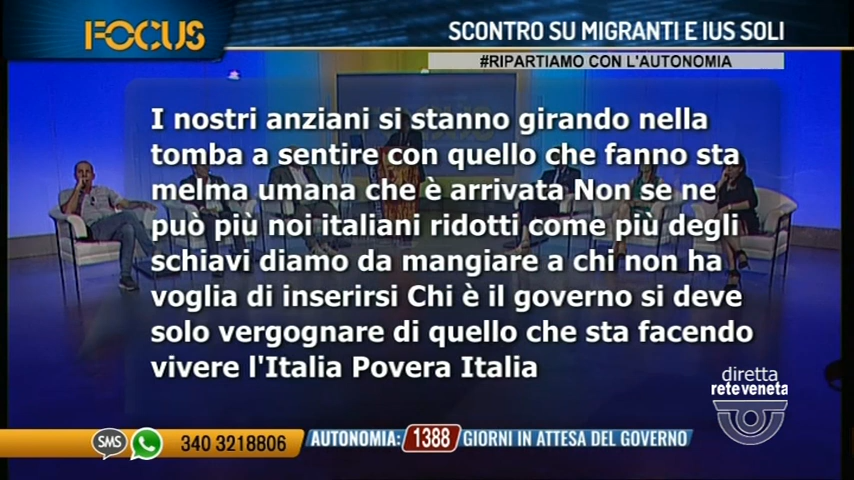 FOCUS
SCONTRO SU MIGRANTI E IUS SOLI
#RIPARTIAMO CON L'AUTONOMIA
I nostri anziani si stanno girando nella
tomba a sentire con quello che fanno sta
melma umana che è arrivata Non se ne
può più noi italiani ridotti come più degli
schiavi diamo da mangiare a chi non ha
voglia di inserirsi Chi è il governo si deve
solo vergognare di quello che sta facendo
vivere l'Italia Povera Italia
diretta
reteveneta
SMS
340 3218806
AUTONOMIA: 1388 GIORNI IN ATTESA DEL GOVERNO